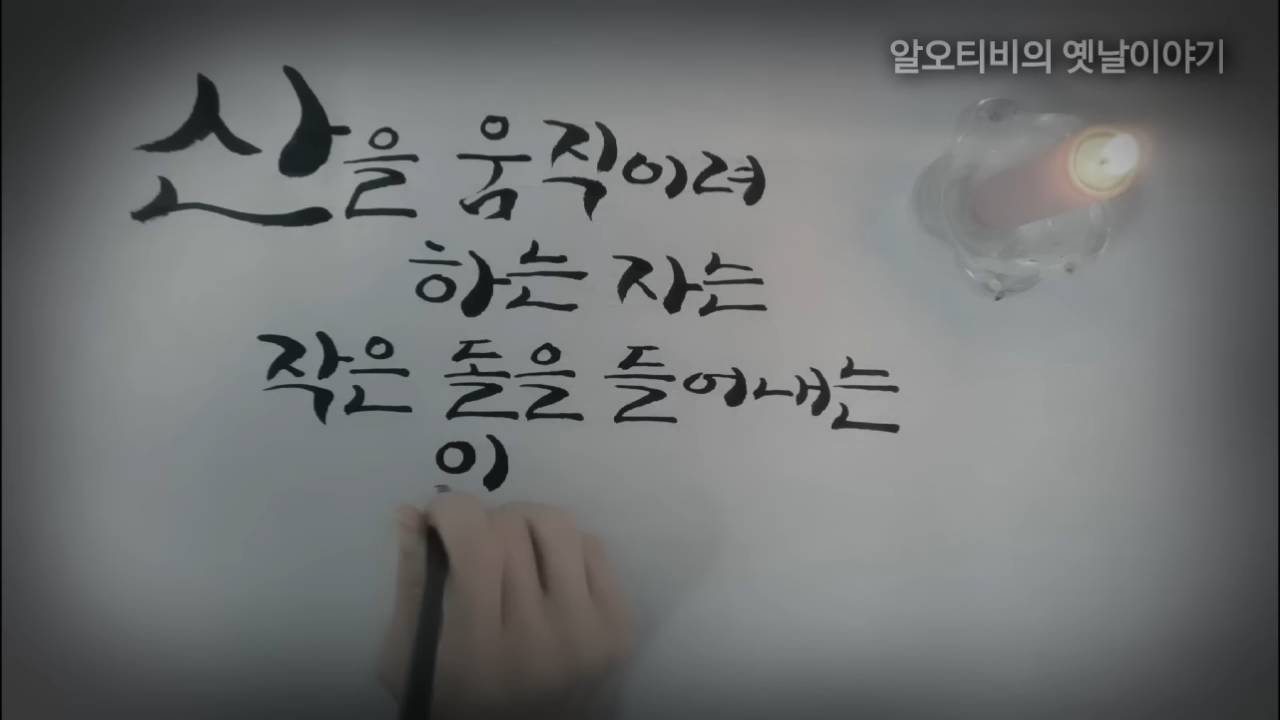 알오티비의 옛날이야기
산을 움직이려
하는 자는
작은 돌을 들어내는
이